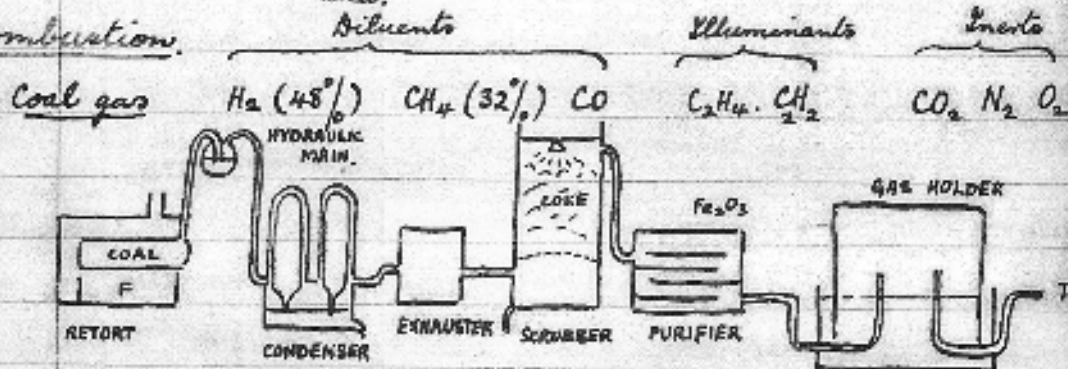 ombustion. Diluents Illuminants Inerts
Coal gas H₂ (48%) CH₄ (32%) CO C₂H₄. C₂H₂ CO₂ N₂ O₂
HYDRAULIC
MAIN.
COKE
GAS HOLDER
Fe₂O₃
COAL
F
RETORT
CONDENSER
EXHAUSTER
SCRUBBER
PURIFIER